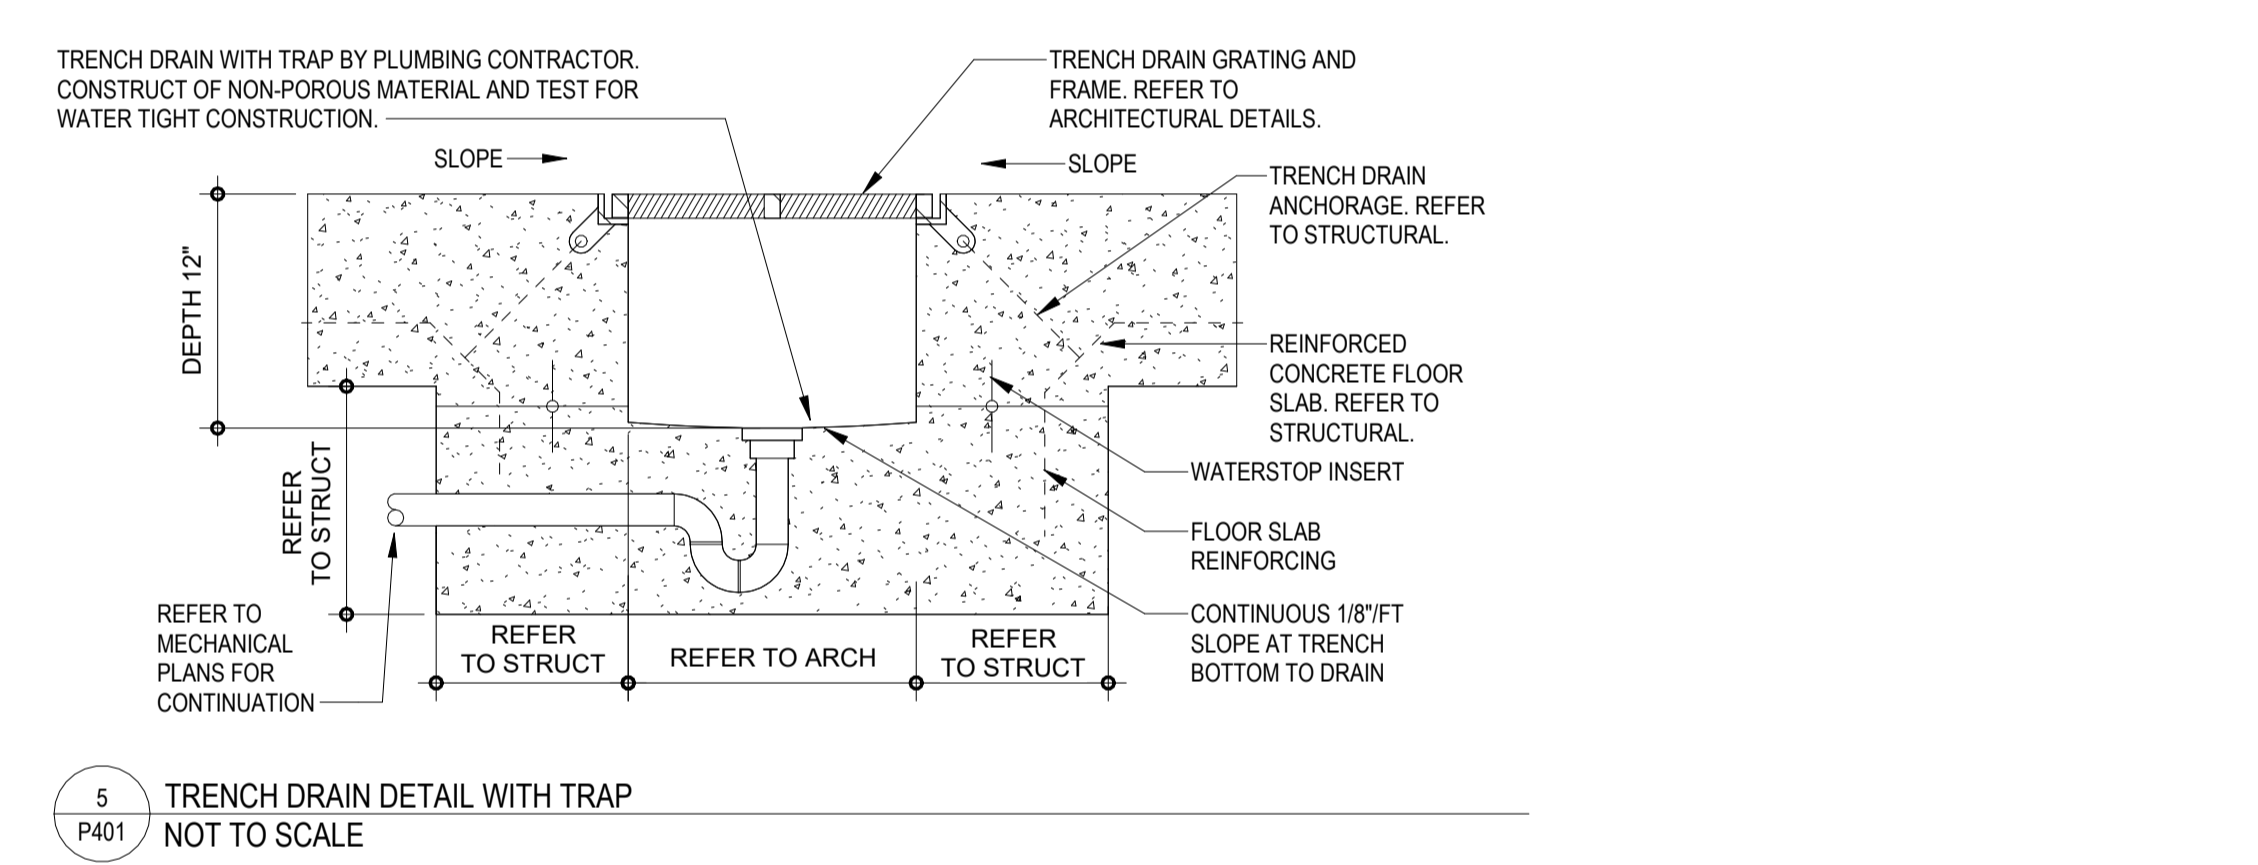 TRENCH DRAIN WITH TRAP BY PLUMBING CONTRACTOR.
CONSTRUCT OF NON-POROUS MATERIAL AND TEST FOR
WATER TIGHT CONSTRUCTION.
TRENCH DRAIN GRATING AND
FRAME. REFER TO
ARCHITECTURAL DETAILS.
SLOPE
SLOPE
TRENCH DRAIN
ANCHORAGE. REFER
TO STRUCTURAL.
DEPTH 12"
REINFORCED
CONCRETE FLOOR
SLAB. REFER TO
STRUCTURAL.
WATERSTOP INSERT
REFER
TO STRUCT
FLOOR SLAB
REINFORCING
REFER TO
MECHANICAL
PLANS FOR
CONTINUATION
REFER
TO STRUCT
REFER TO ARCH
REFER
TO STRUCT
CONTINUOUS 1/8"/FT
SLOPE AT TRENCH
BOTTOM TO DRAIN
5
P401
TRENCH DRAIN DETAIL WITH TRAP
NOT TO SCALE